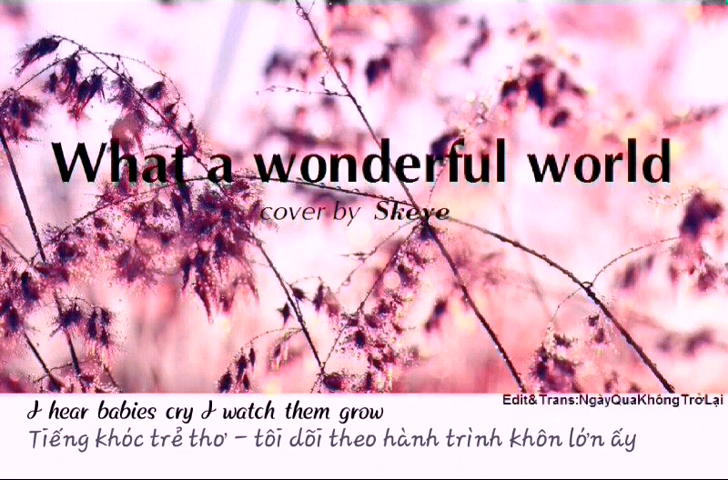 What a wonderful world
cover by Skeye
Edit&Trans:NgàyQuaKhôngTrởLại
I hear babies cry I watch them grow
Tiếng khóc trẻ thơ – tôi dõi theo hành trình khôn lớn ấy